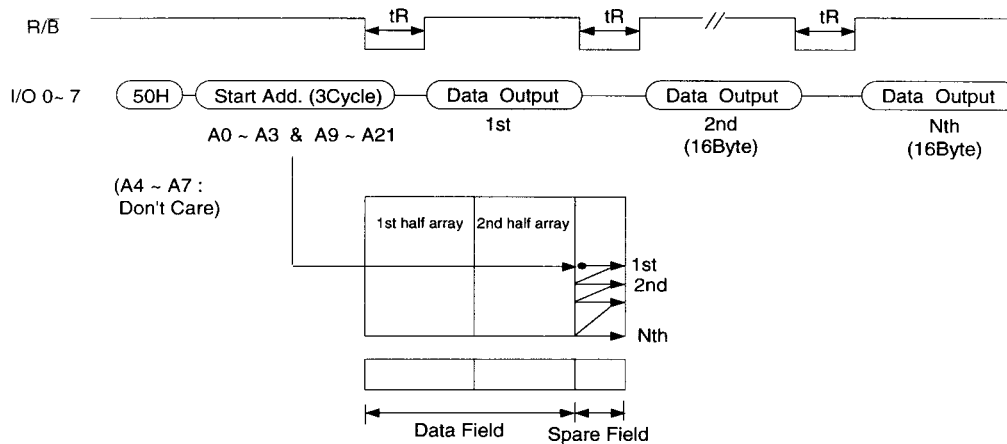 tR tR // tR
R/B̅
I/O 0~ 7 50H Start Add. (3Cycle) Data Output Data Output Data Output
A0 ~ A3 & A9 ~ A21 1st 2nd Nth
(16Byte) (16Byte)
(A4 ~ A7 :
Don't Care)
1st half array 2nd half array
1st
2nd
Nth
Data Field Spare Field